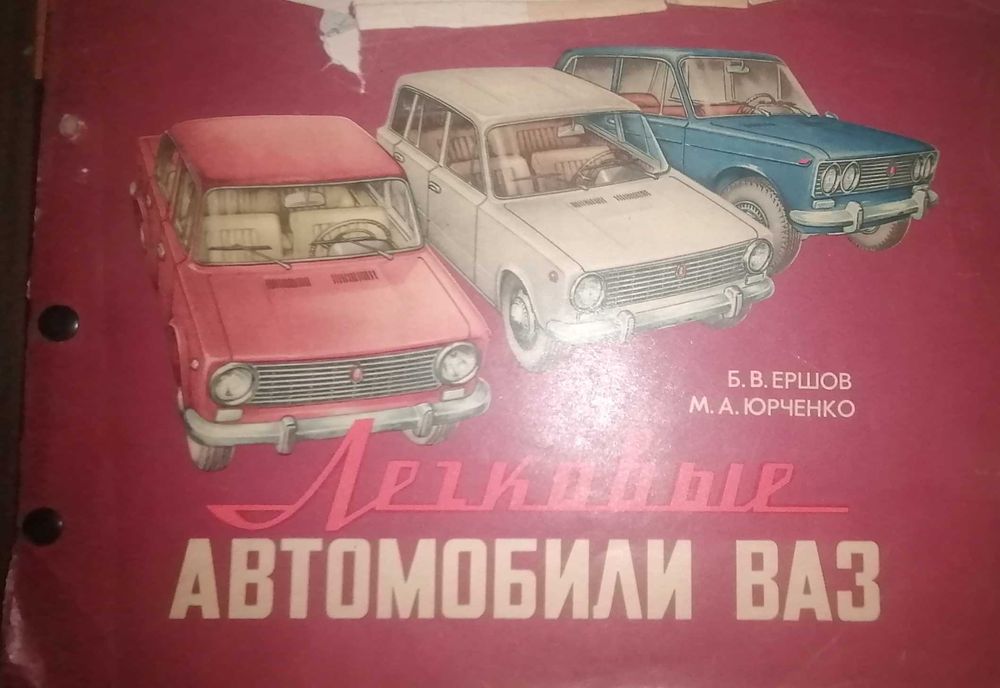 Б. В. ЕРШОВ
М. А. ЮРЧЕНКО
Легковые
АВТОМОБИЛИ ВАЗ